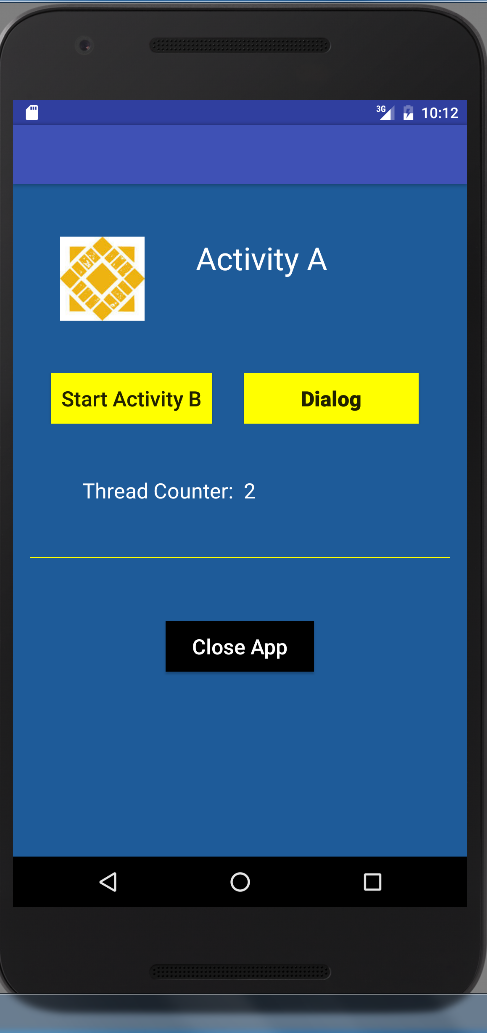 3G 10:12
Activity A
Start Activity B Dialog
Thread Counter: 2
Close App